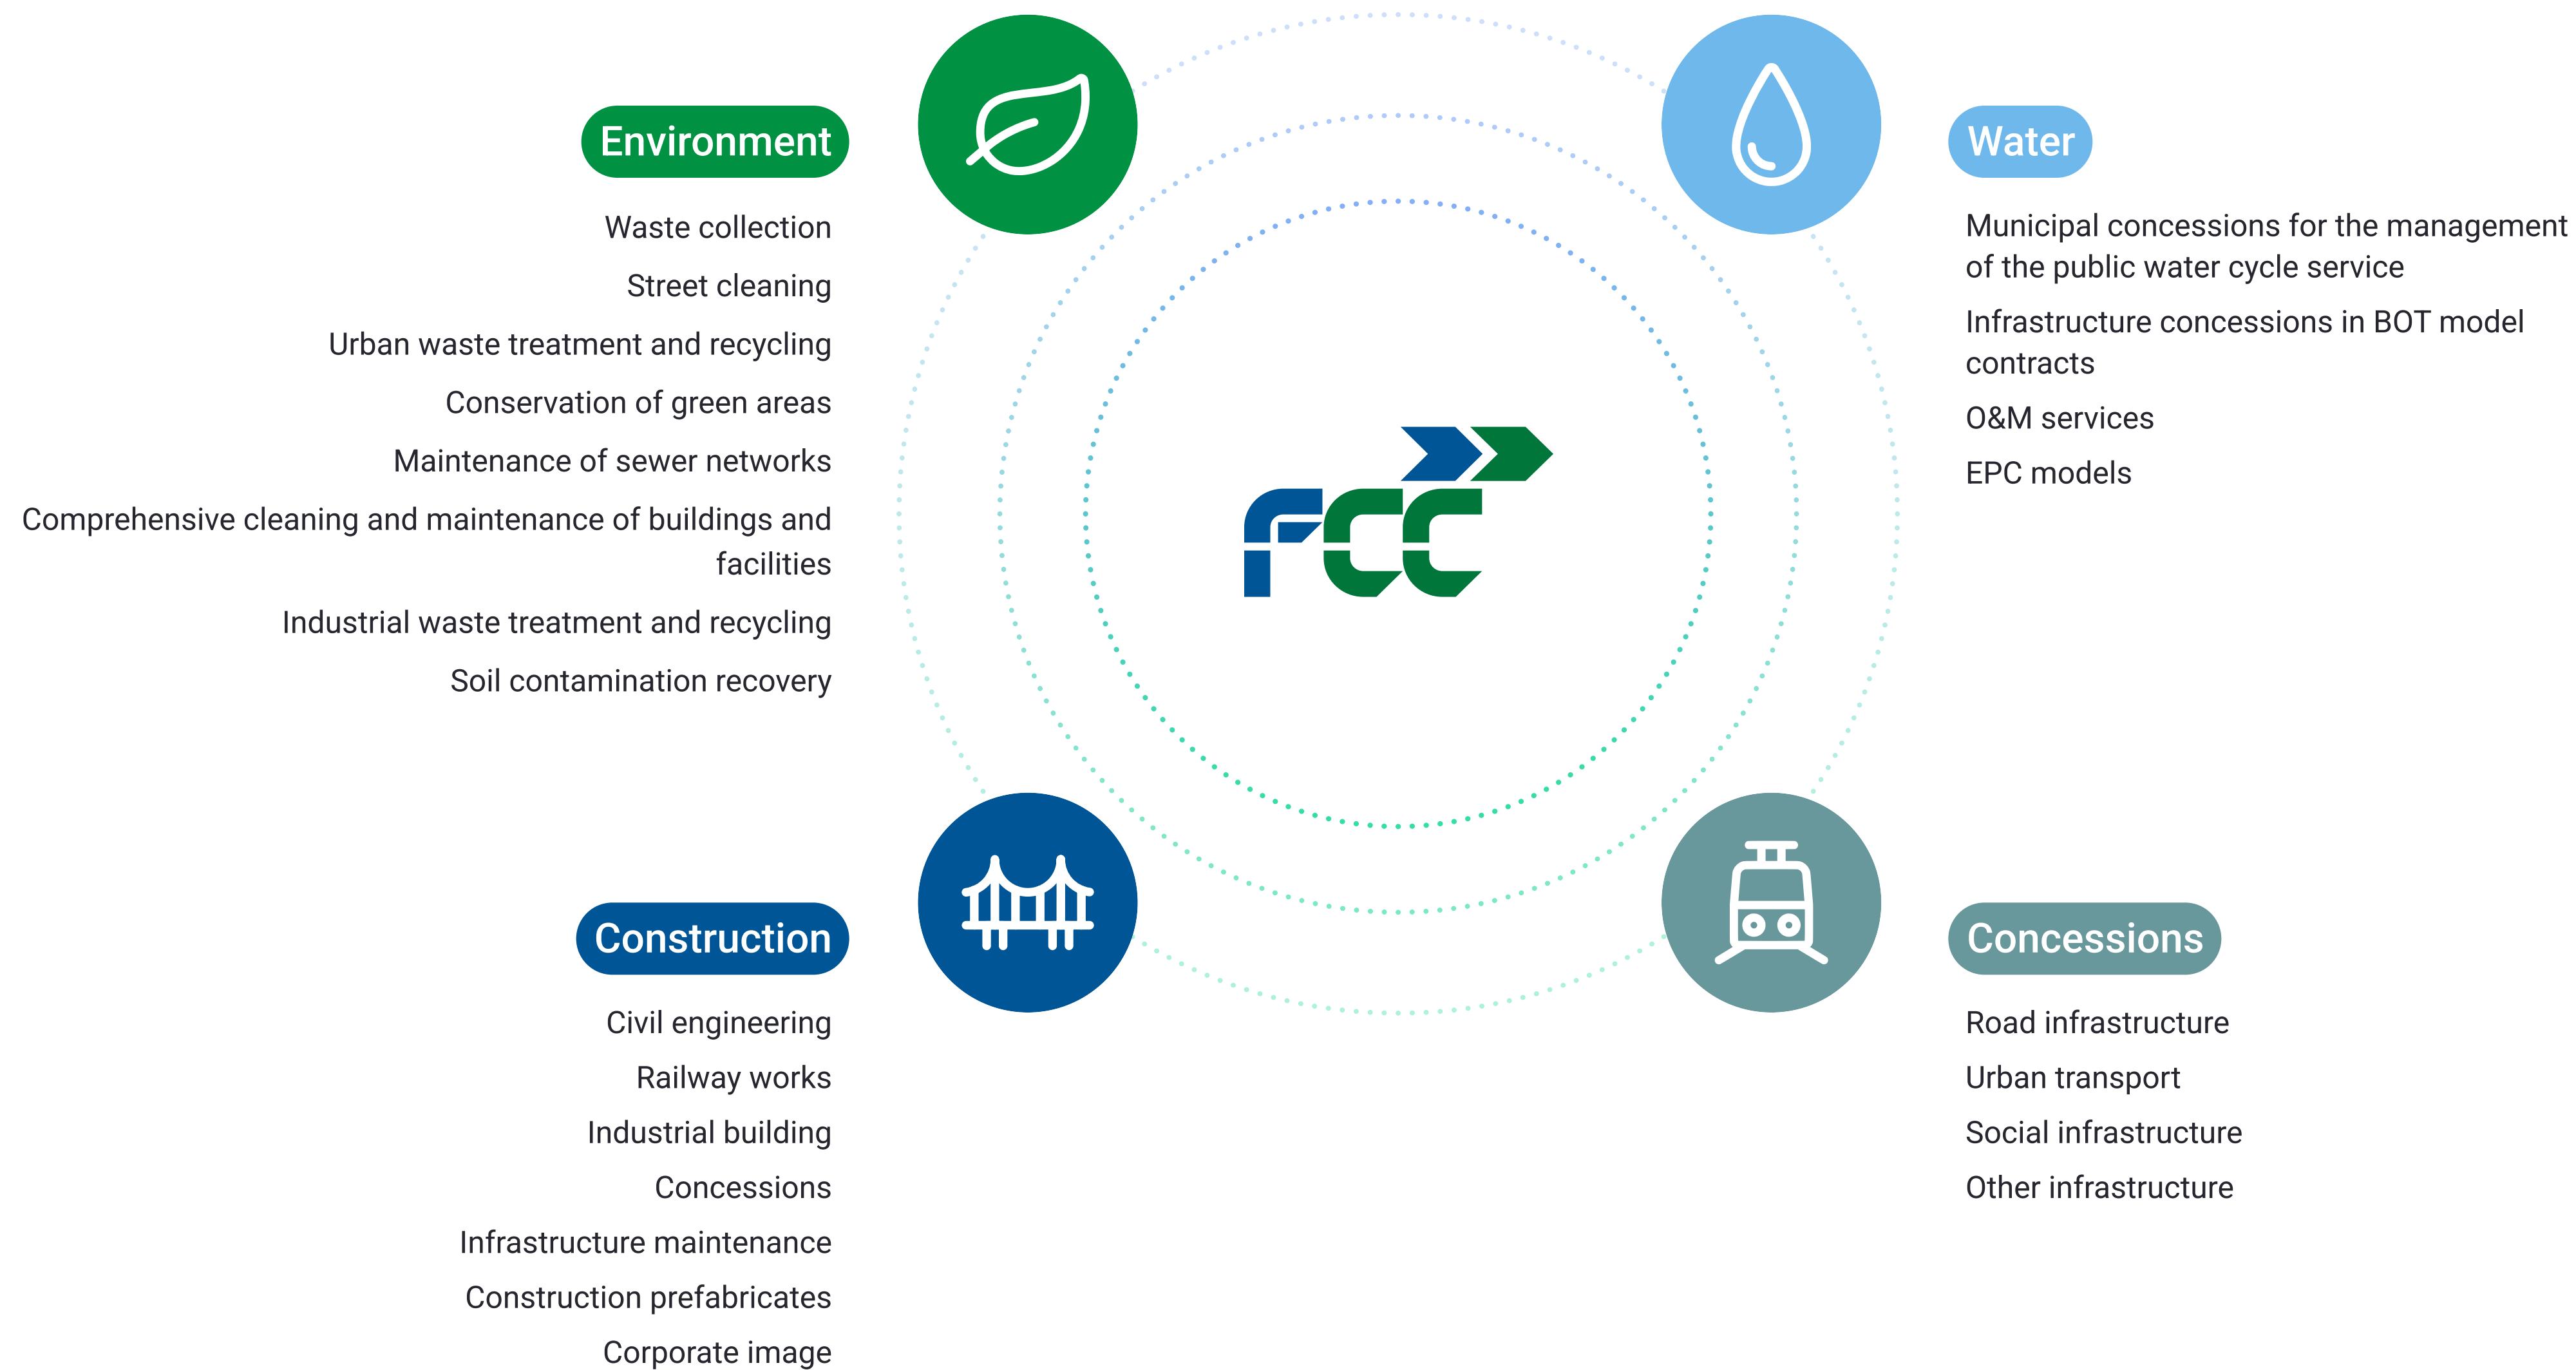 Environment
Waste collection
Street cleaning
Urban waste treatment and recycling
Conservation of green areas
Maintenance of sewer networks
Comprehensive cleaning and maintenance of buildings and
facilities
Industrial waste treatment and recycling
Soil contamination recovery
Water
Municipal concessions for the management
of the public water cycle service
Infrastructure concessions in BOT model
contracts
O&M services
EPC models
FCC
Construction
Civil engineering
Railway works
Industrial building
Concessions
Infrastructure maintenance
Construction prefabricates
Corporate image
Concessions
Road infrastructure
Urban transport
Social infrastructure
Other infrastructure